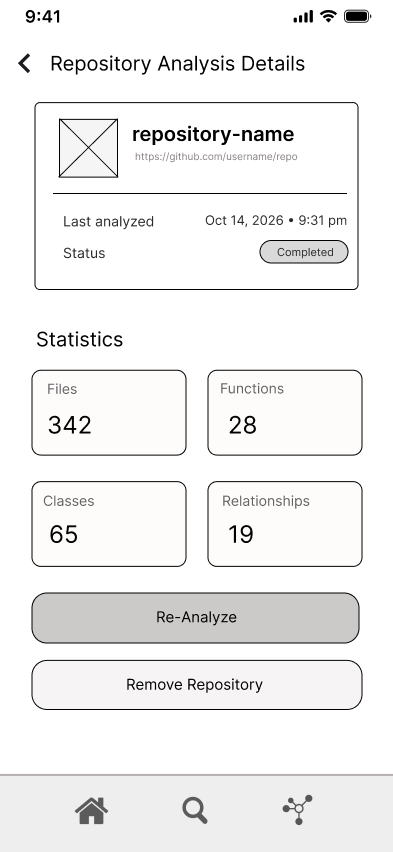 9:41
Repository Analysis Details
repository-name
https://github.com/username/repo
Last analyzed Oct 14, 2026 • 9:31 pm
Status Completed
Statistics
Files Functions
342 28
Classes Relationships
65 19
Re-Analyze
Remove Repository